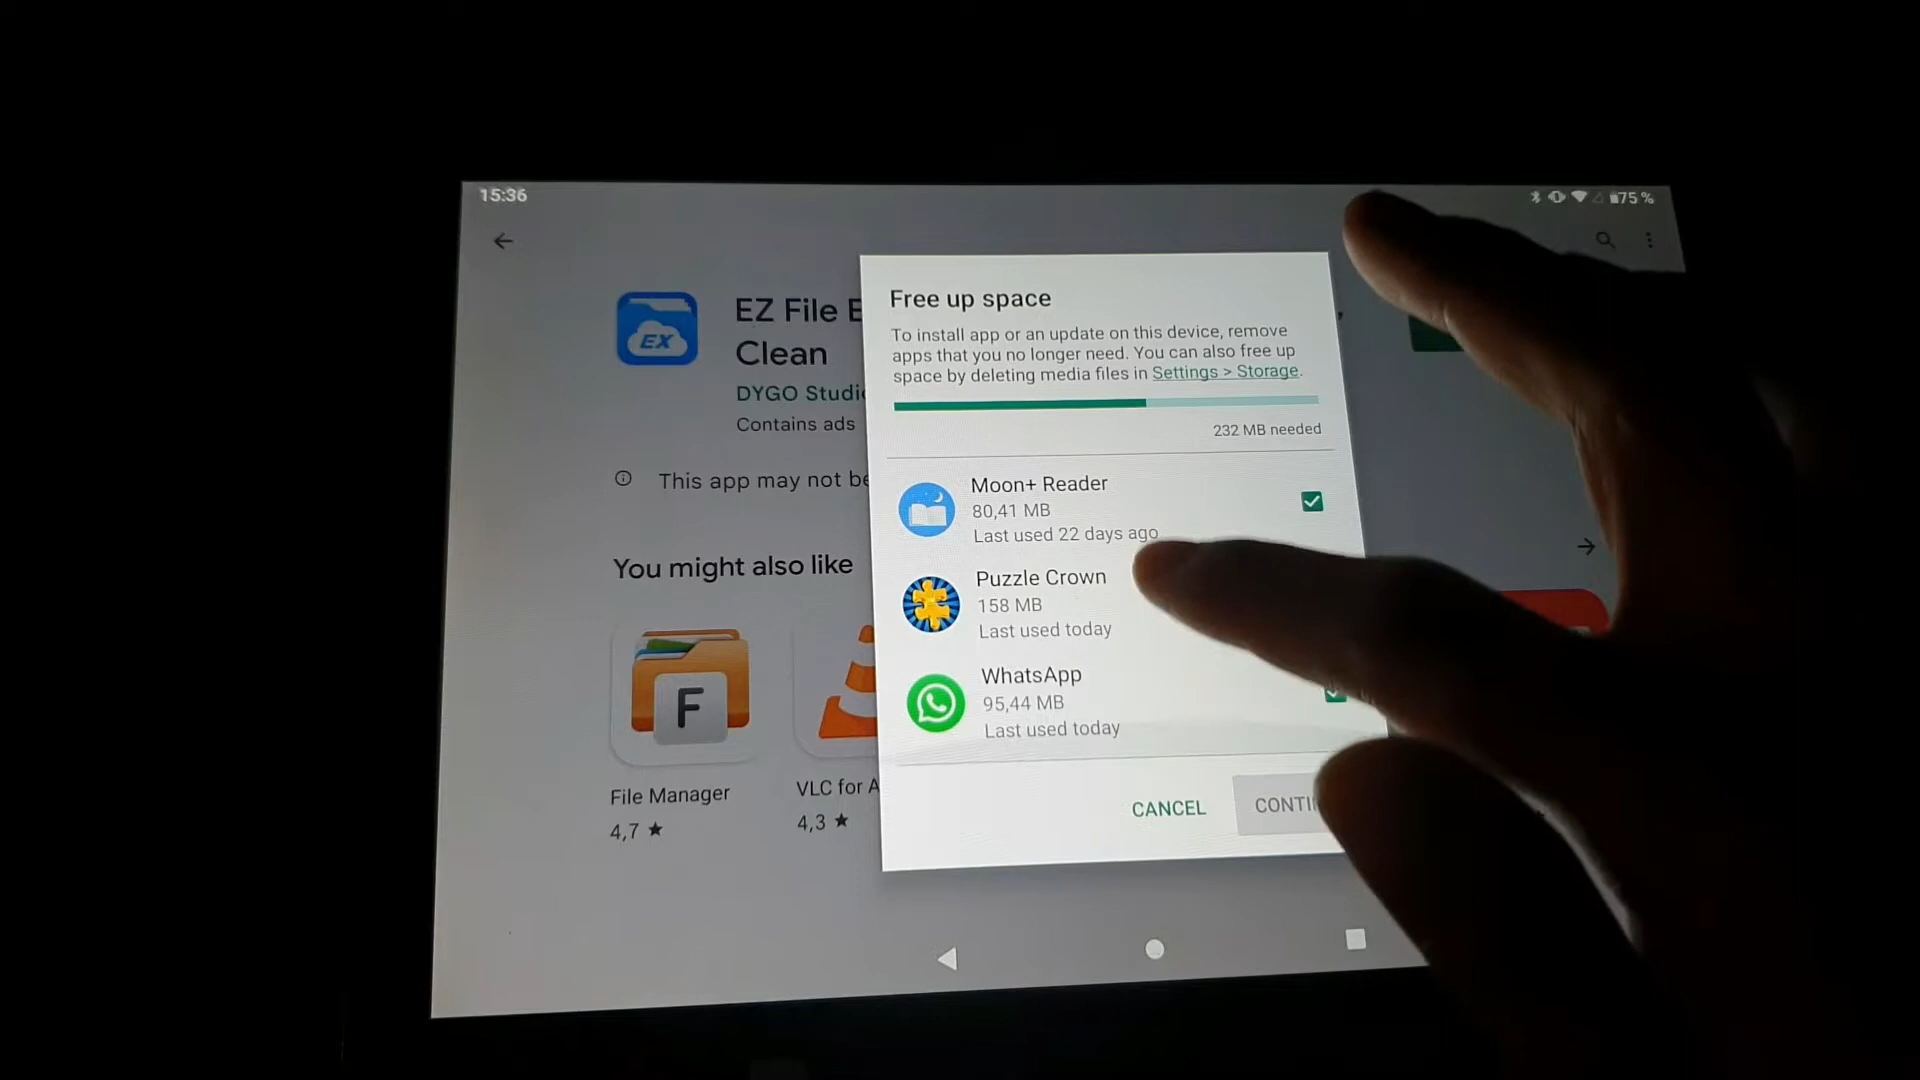 15:36
75 %
EX
EZ File
Clean
DYGO
Contains ads
This app may not be
You might also like
F
File Manager
4,7 ★
VLC for
4,3 ★
Free up space
To install app or an update on this device, remove
apps that you no longer need. You can also free up
space by deleting media files in Settings > Storage.
232 MB needed
Moon+ Reader
80,41 MB
Last used 22 days ago
Puzzle Crown
158 MB
Last used today
WhatsApp
95,44 MB
Last used today
CANCEL